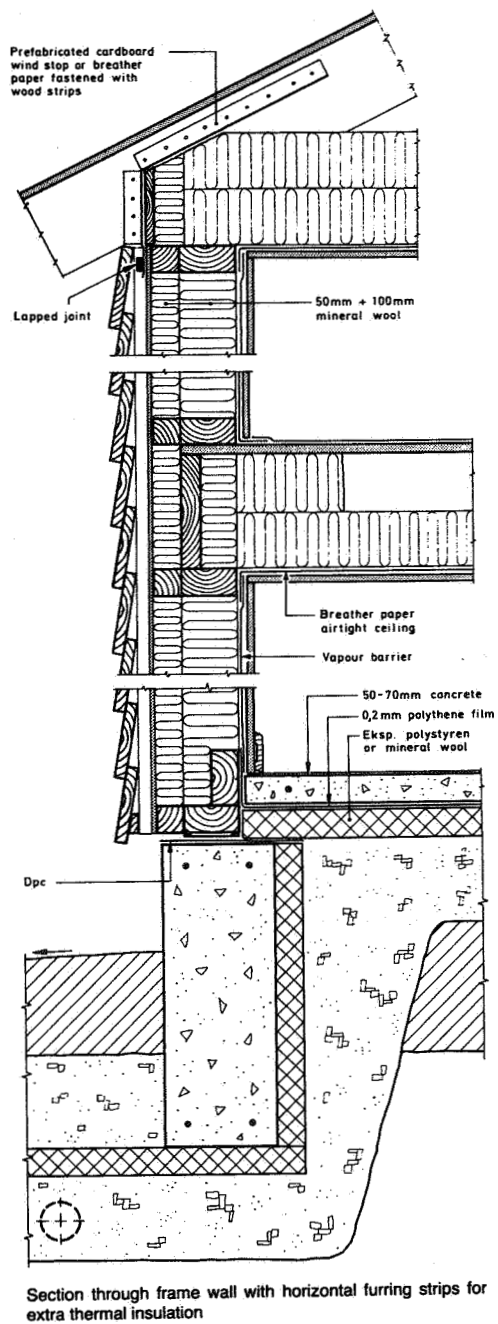 Prefabricated cardboard
wind stop or breather
paper fastened with
wood strips
Lapped joint
50mm + 100mm
mineral wool
Breather paper
airtight ceiling
Vapour barrier
50-70mm concrete
0,2mm polythene film
Eksp. polystyren
or mineral wool
Dpc
Section through frame wall with horizontal furring strips for
extra thermal insulation